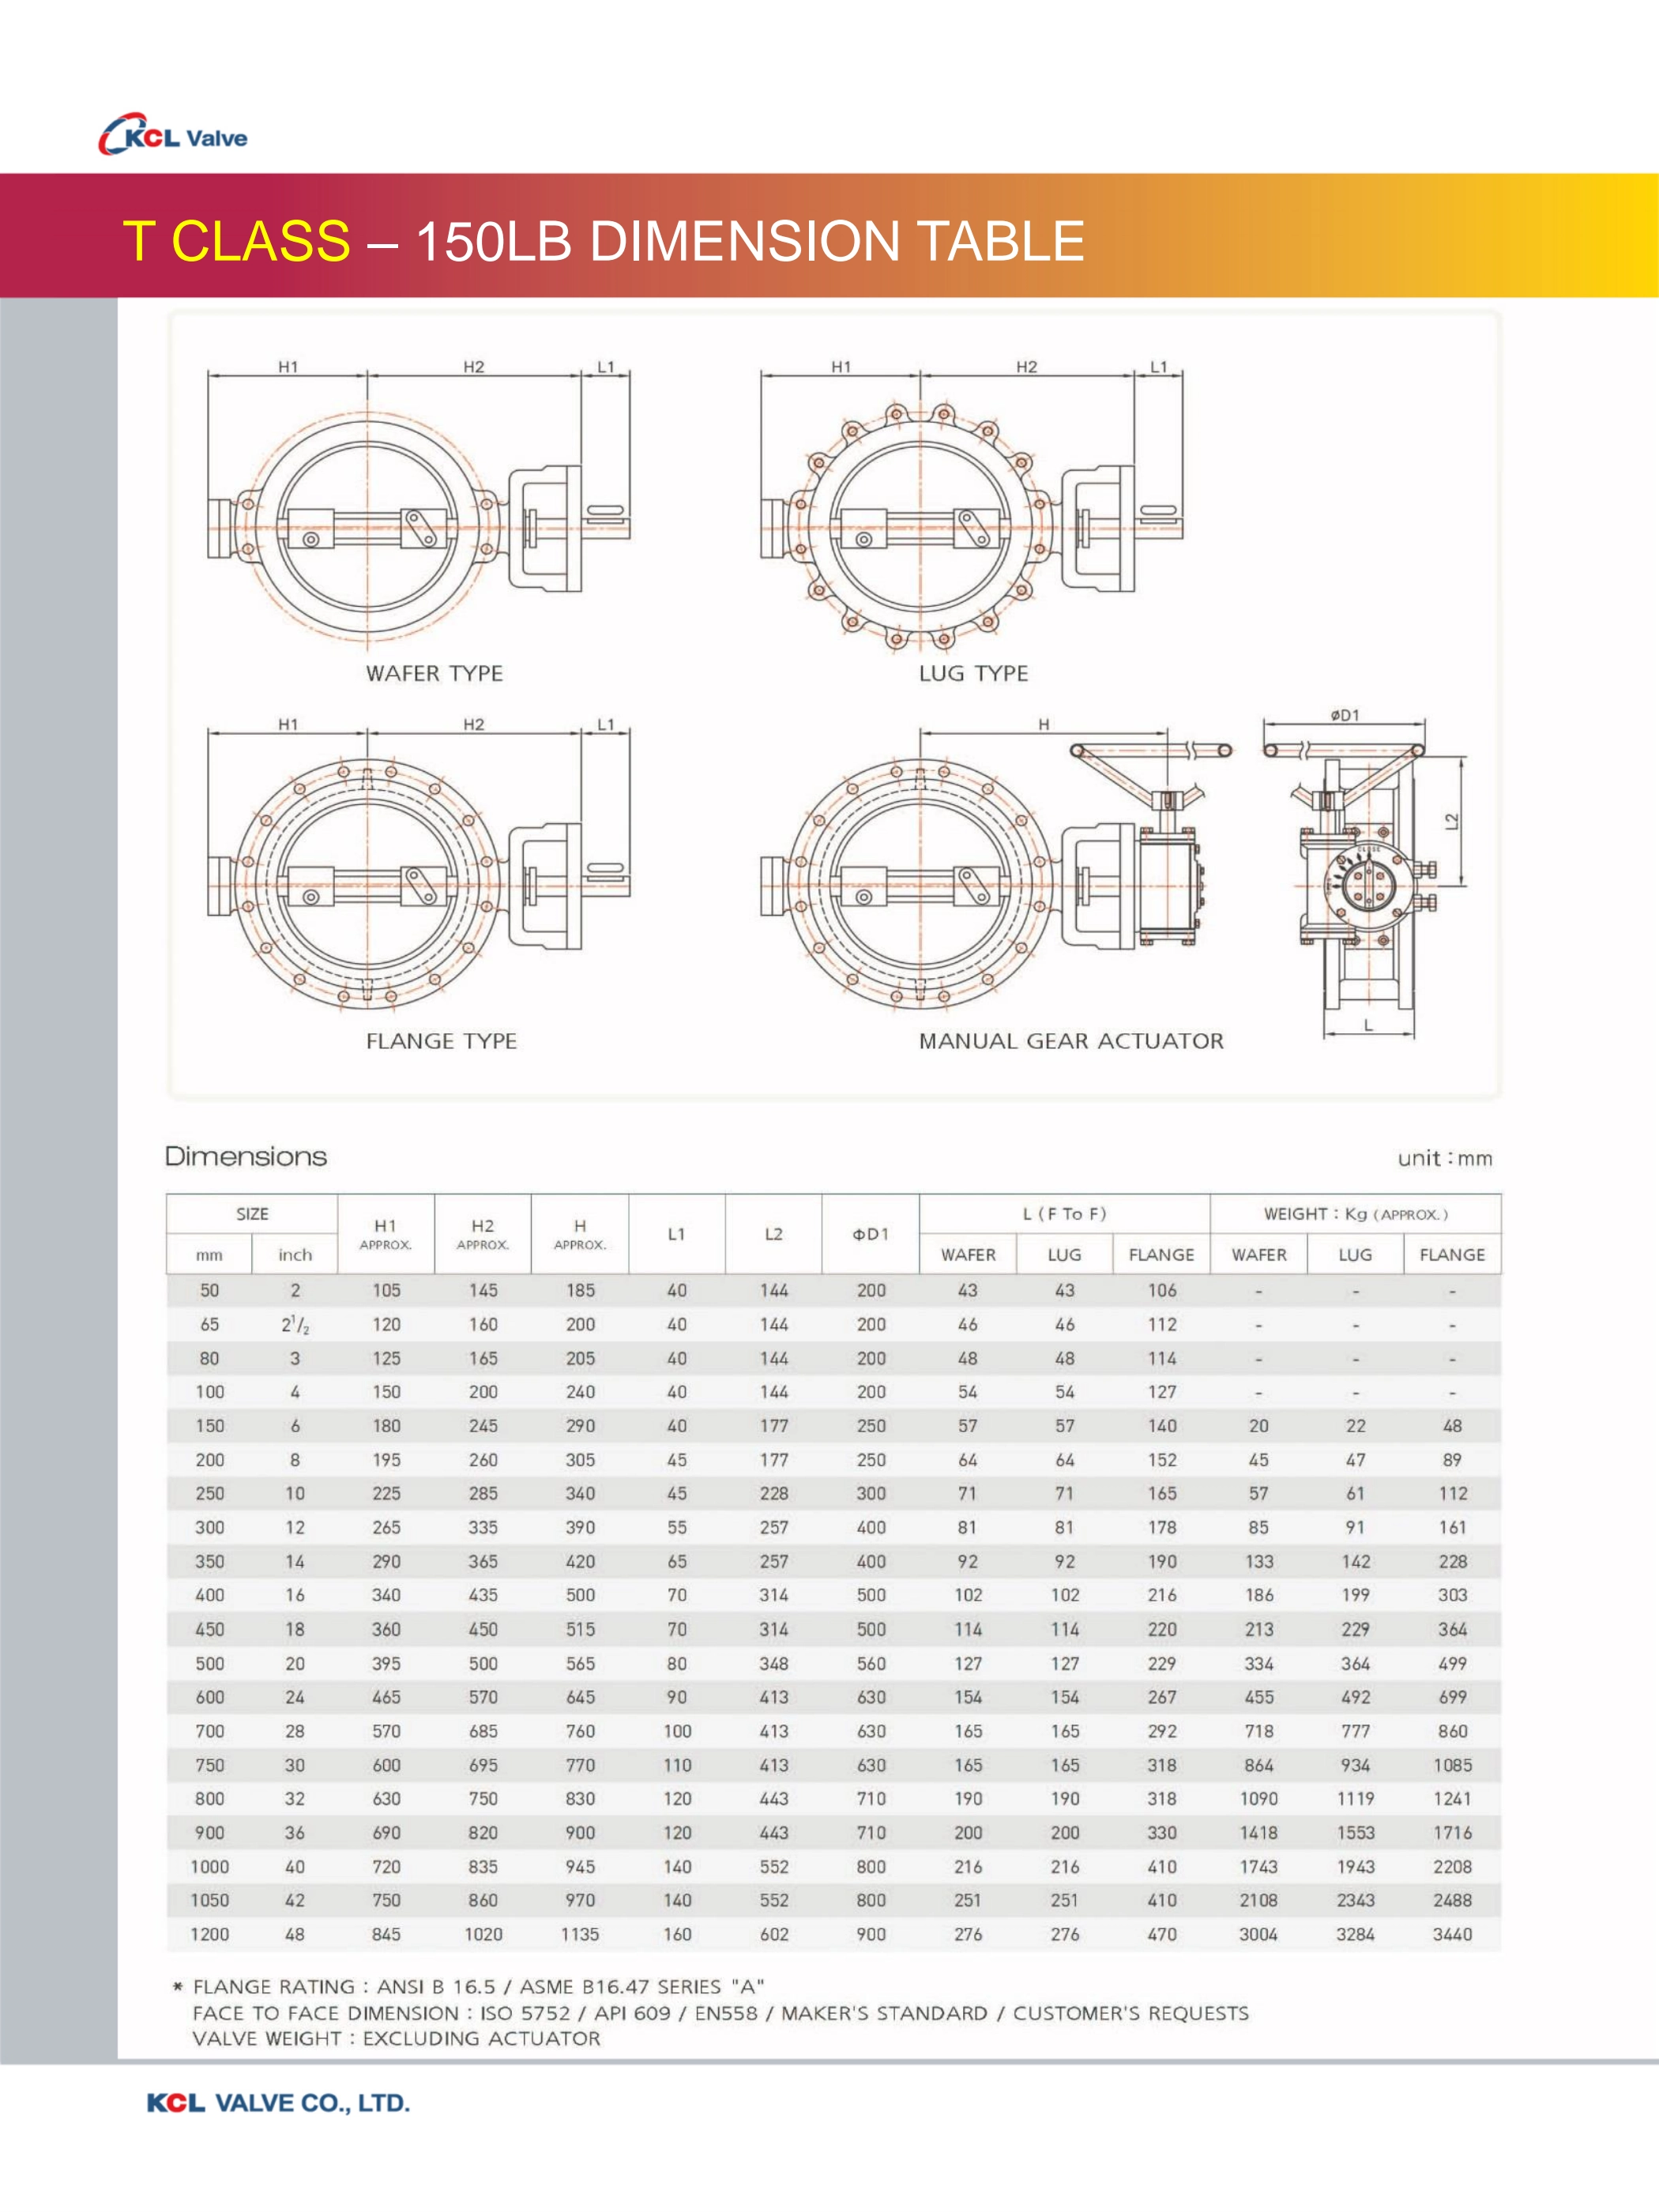 KCL Valve
T CLASS – 150LB DIMENSION TABLE
H1 H2 L1 H1 H2 L1
WAFER TYPE LUG TYPE
H1 H2 L1 H øD1
L2
CLOSE
L
FLANGE TYPE MANUAL GEAR ACTUATOR
Dimensions unit : mm
SIZE H1 APPROX. H2 APPROX. H APPROX. L1 L2 ΦD1 L ( F To F ) WEIGHT : Kg ( APPROX. )
mm inch WAFER LUG FLANGE WAFER LUG FLANGE
50 2 105 145 185 40 144 200 43 43 106 - - -
65 2 1/2 120 160 200 40 144 200 46 46 112 - - -
80 3 125 165 205 40 144 200 48 48 114 - - -
100 4 150 200 240 40 144 200 54 54 127 - - -
150 6 180 245 290 40 177 250 57 57 140 20 22 48
200 8 195 260 305 45 177 250 64 64 152 45 47 89
250 10 225 285 340 45 228 300 71 71 165 57 61 112
300 12 265 335 390 55 257 400 81 81 178 85 91 161
350 14 290 365 420 65 257 400 92 92 190 133 142 228
400 16 340 435 500 70 314 500 102 102 216 186 199 303
450 18 360 450 515 70 314 500 114 114 220 213 229 364
500 20 395 500 565 80 348 560 127 127 229 334 364 499
600 24 465 570 645 90 413 630 154 154 267 455 492 699
700 28 570 685 760 100 413 630 165 165 292 718 777 860
750 30 600 695 770 110 413 630 165 165 318 864 934 1085
800 32 630 750 830 120 443 710 190 190 318 1090 1119 1241
900 36 690 820 900 120 443 710 200 200 330 1418 1553 1716
1000 40 720 835 945 140 552 800 216 216 410 1743 1943 2208
1050 42 750 860 970 140 552 800 251 251 410 2108 2343 2488
1200 48 845 1020 1135 160 602 900 276 276 470 3004 3284 3440
* FLANGE RATING : ANSI B 16.5 / ASME B16.47 SERIES "A"
FACE TO FACE DIMENSION : ISO 5752 / API 609 / EN558 / MAKER'S STANDARD / CUSTOMER'S REQUESTS
VALVE WEIGHT : EXCLUDING ACTUATOR
KCL VALVE CO., LTD.